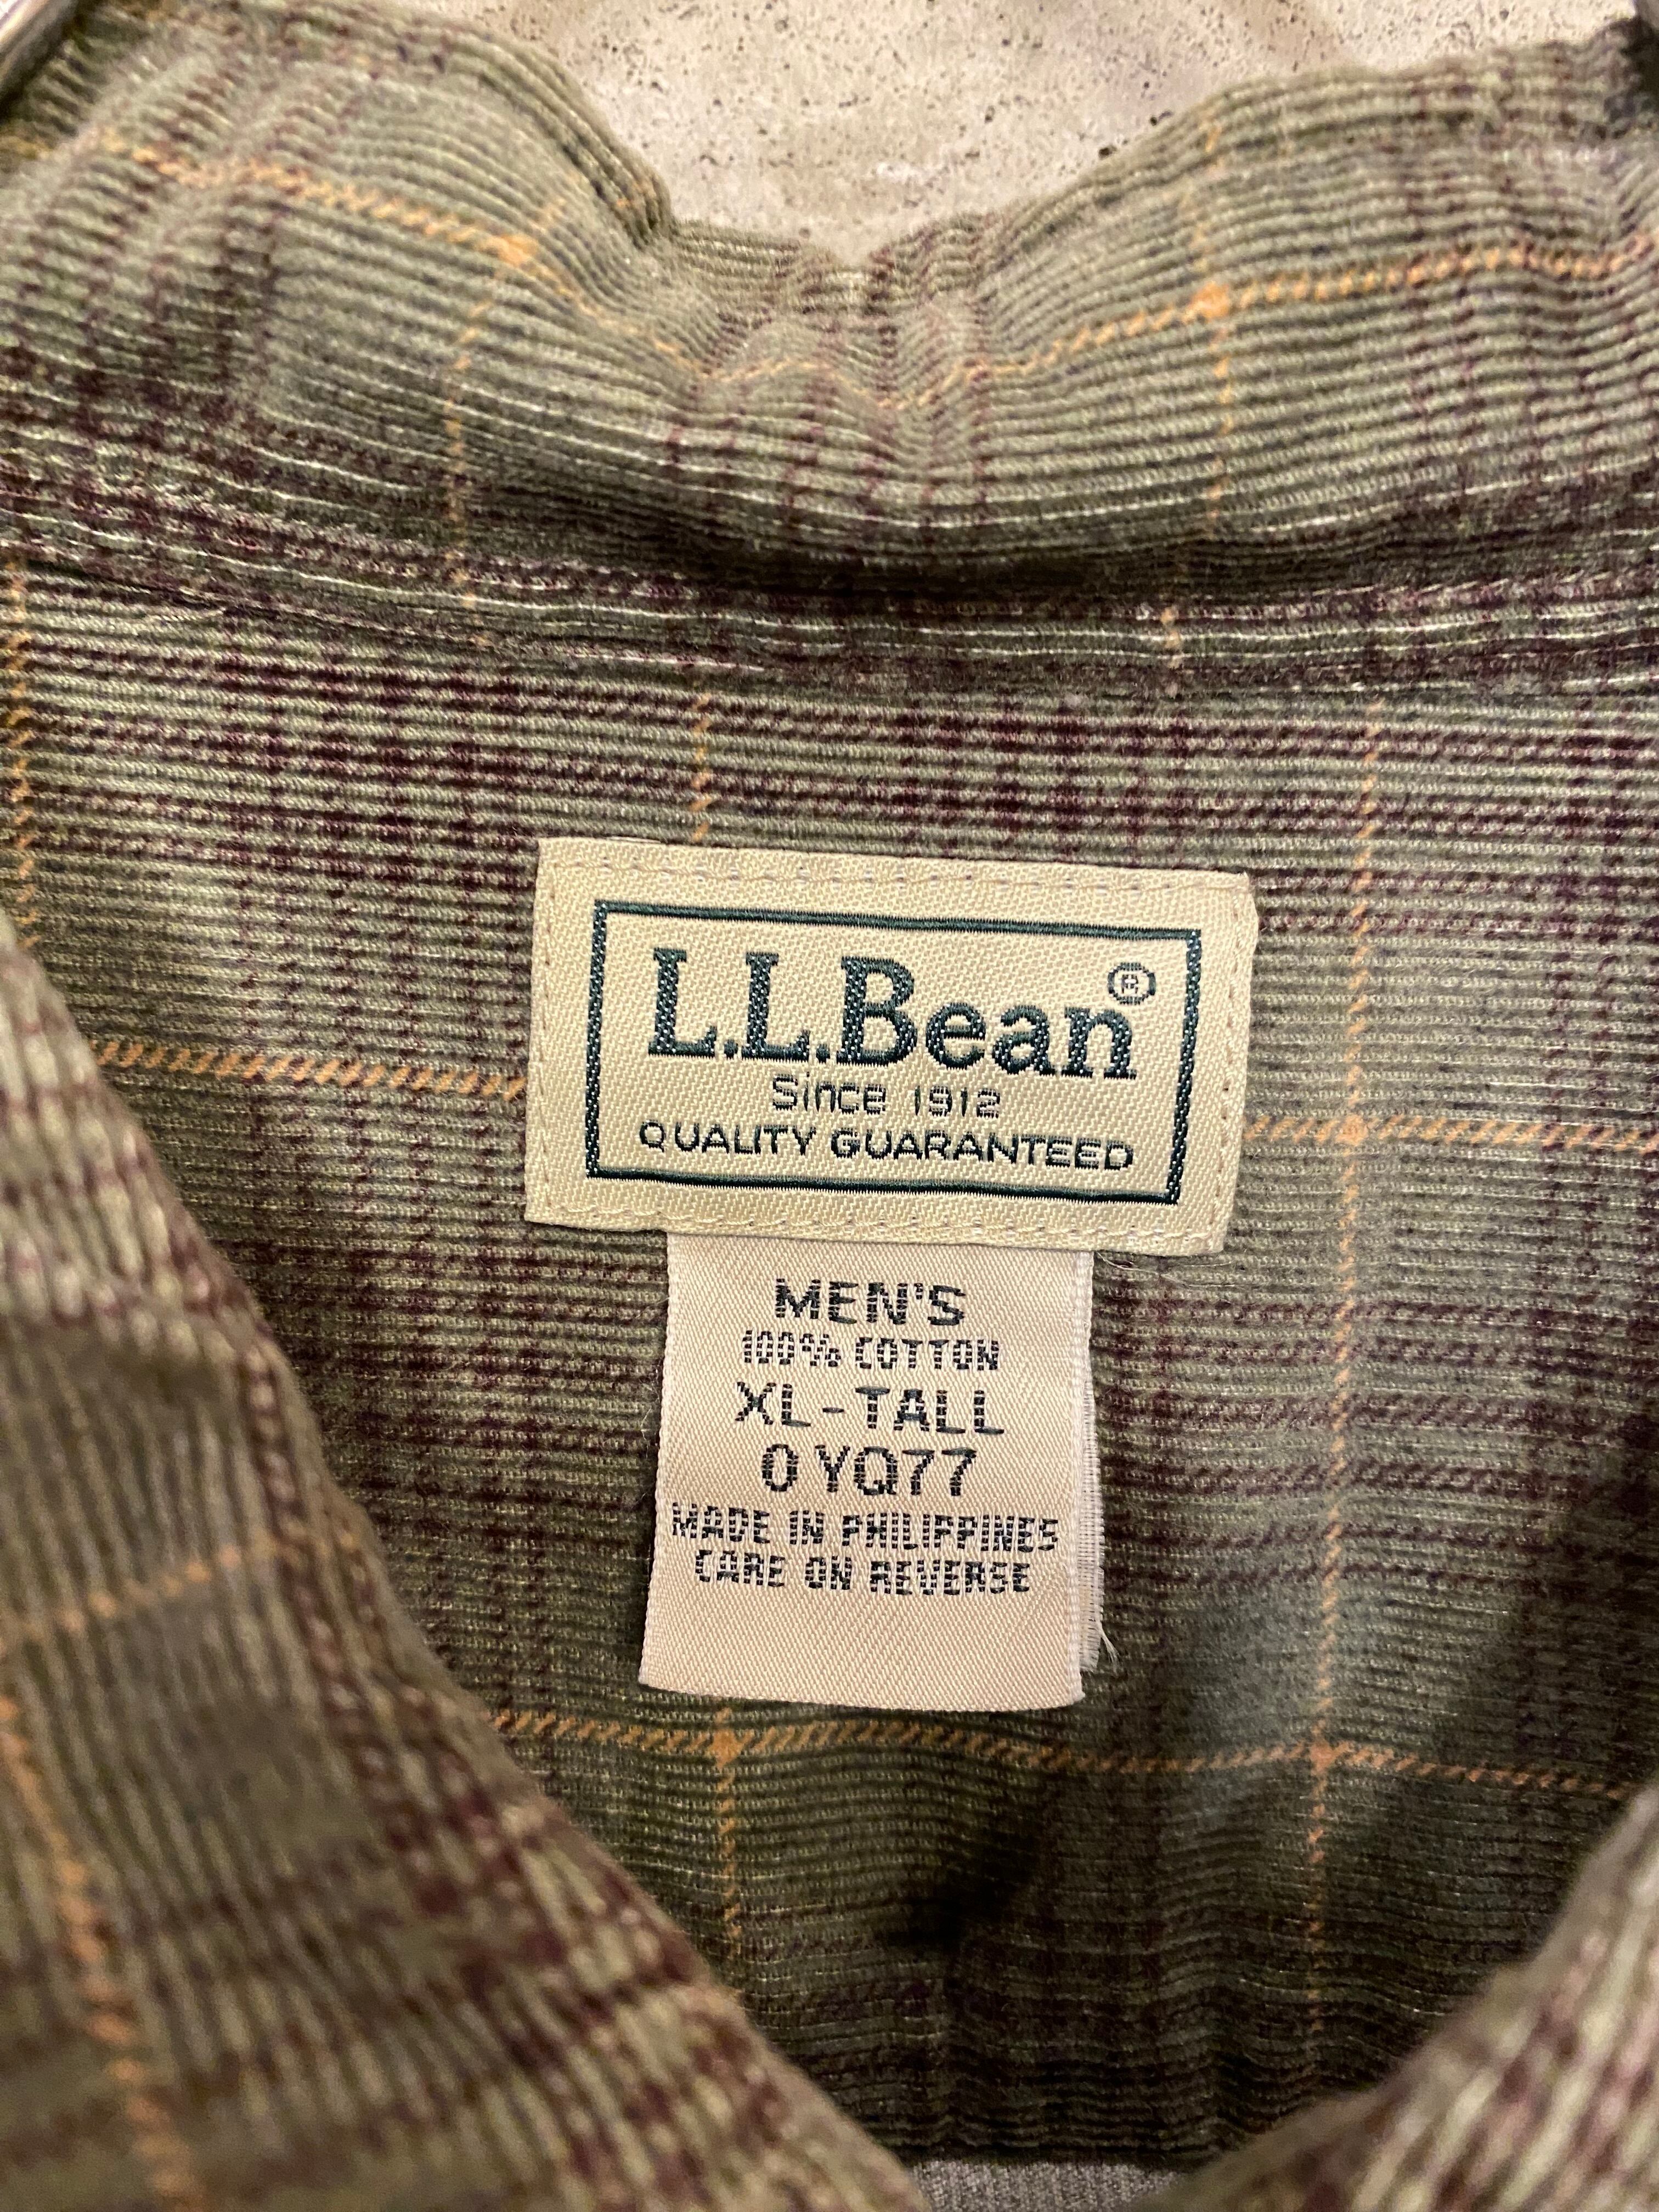 L.L.Bean®
Since 1912
QUALITY GUARANTEED
MEN'S
100% COTTON
XL-TALL
0YQ77
MADE IN PHILIPPINES
CARE ON REVERSE